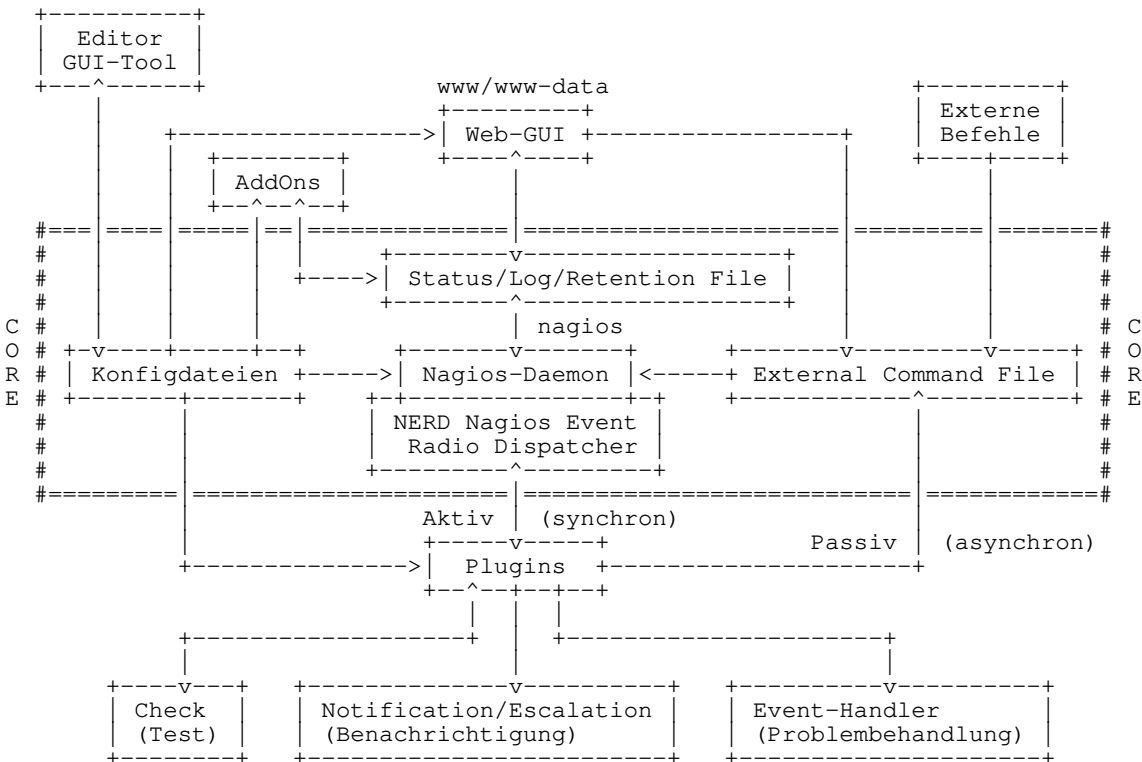 Editor
GUI-Tool
www/www-data
Web-GUI
Externe
Befehle
AddOns
Status/Log/Retention File
nagios
Konfigdateien
Nagios-Daemon
External Command File
C
O
R
E
C
O
R
E
NERD Nagios Event
Radio Dispatcher
Aktiv (synchron)
Passiv (asynchron)
Plugins
Check
(Test)
Notification/Escalation
(Benachrichtigung)
Event-Handler
(Problembehandlung)